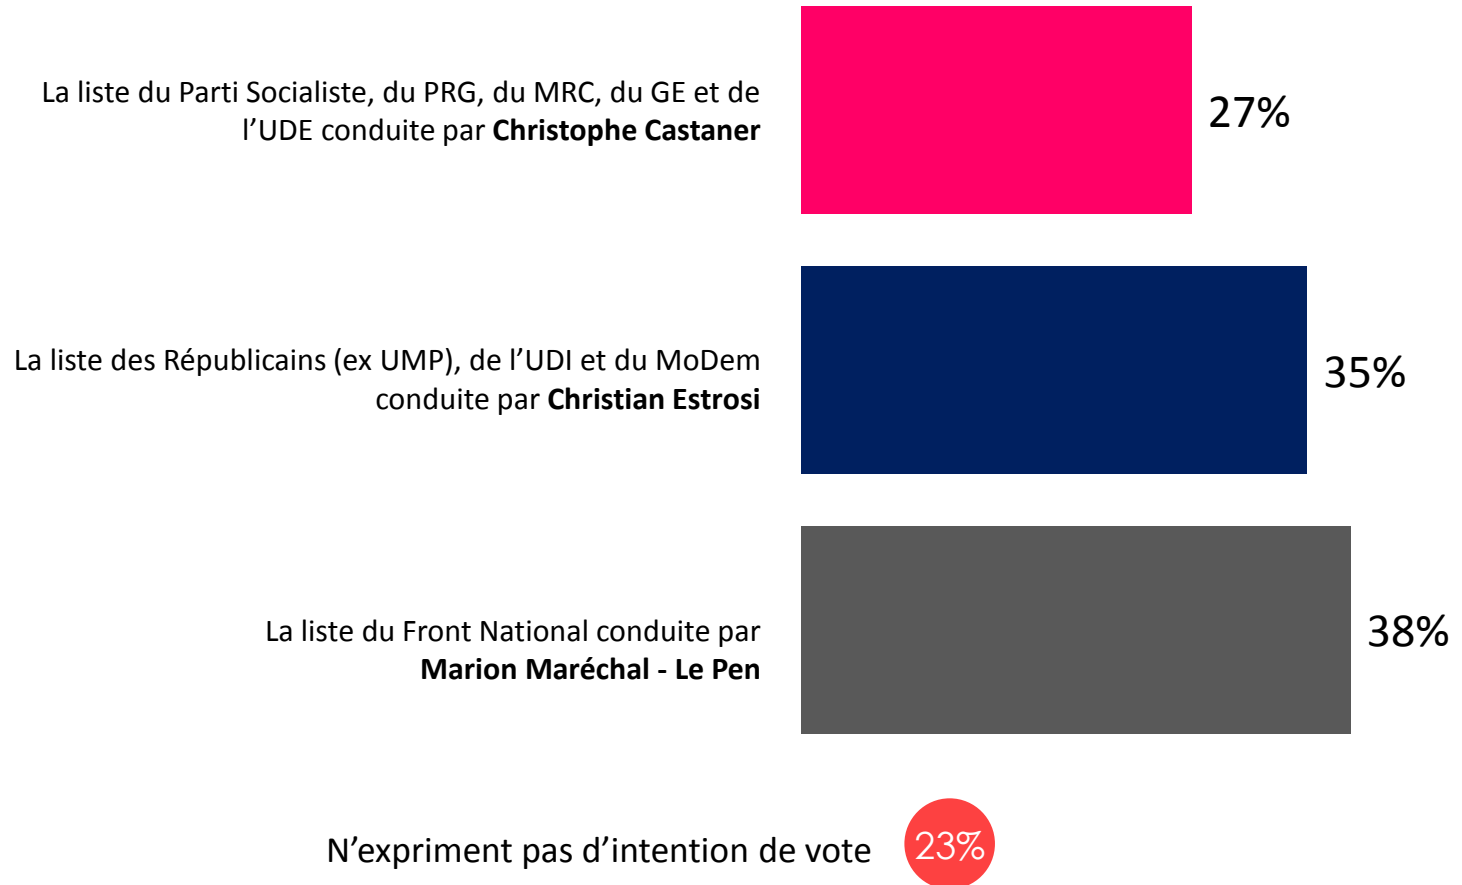 La liste du Parti Socialiste, du PRG, du MRC, du GE et de
l’UDE conduite par Christophe Castaner
27%
La liste des Républicains (ex UMP), de l’UDI et du MoDem
conduite par Christian Estrosi
35%
La liste du Front National conduite par
Marion Maréchal - Le Pen
38%
N’expriment pas d’intention de vote
23%